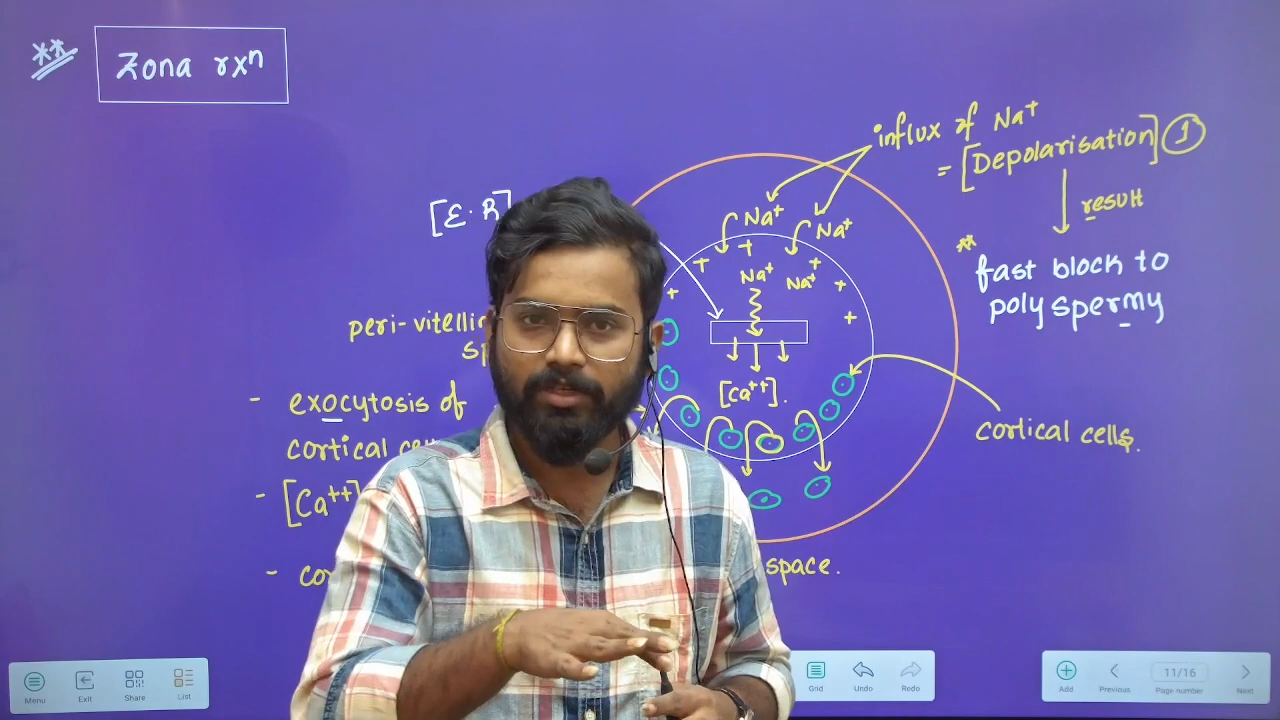 ** Zona rxn
influx of Na+
= [Depolarisation] 1
result
** fast block to
polyspermy
[E.R]
Na+
Na+
+ + + + + +
Na+ Na+
peri-vitelli
sp
[Ca++].
- exocytosis of
cortical ce
- [Ca++]
cortical cells.
- co
space.
Menu
Exit
Share
List
Grid
Undo
Redo
Add
Previous
11/16
Page number
Next